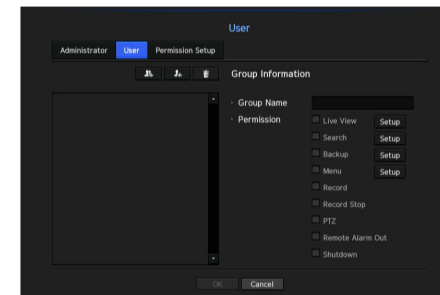 User
Administrator User Permission Setup
Group Information
Group Name
Permission
Live View Setup
Search Setup
Backup Setup
Menu Setup
Record
Record Stop
PTZ
Remote Alarm Out
Shutdown
OK Cancel